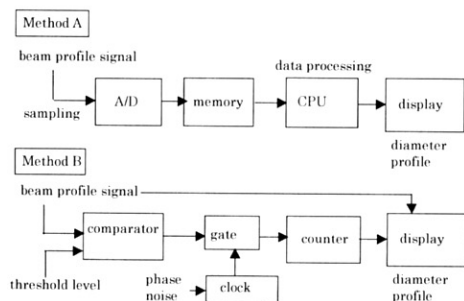 Method A
beam profile signal
data processing
sampling
A/D
memory
CPU
display
diameter
profile
Method B
beam profile signal
comparator
gate
counter
display
threshold level
phase
noise
clock
diameter
profile